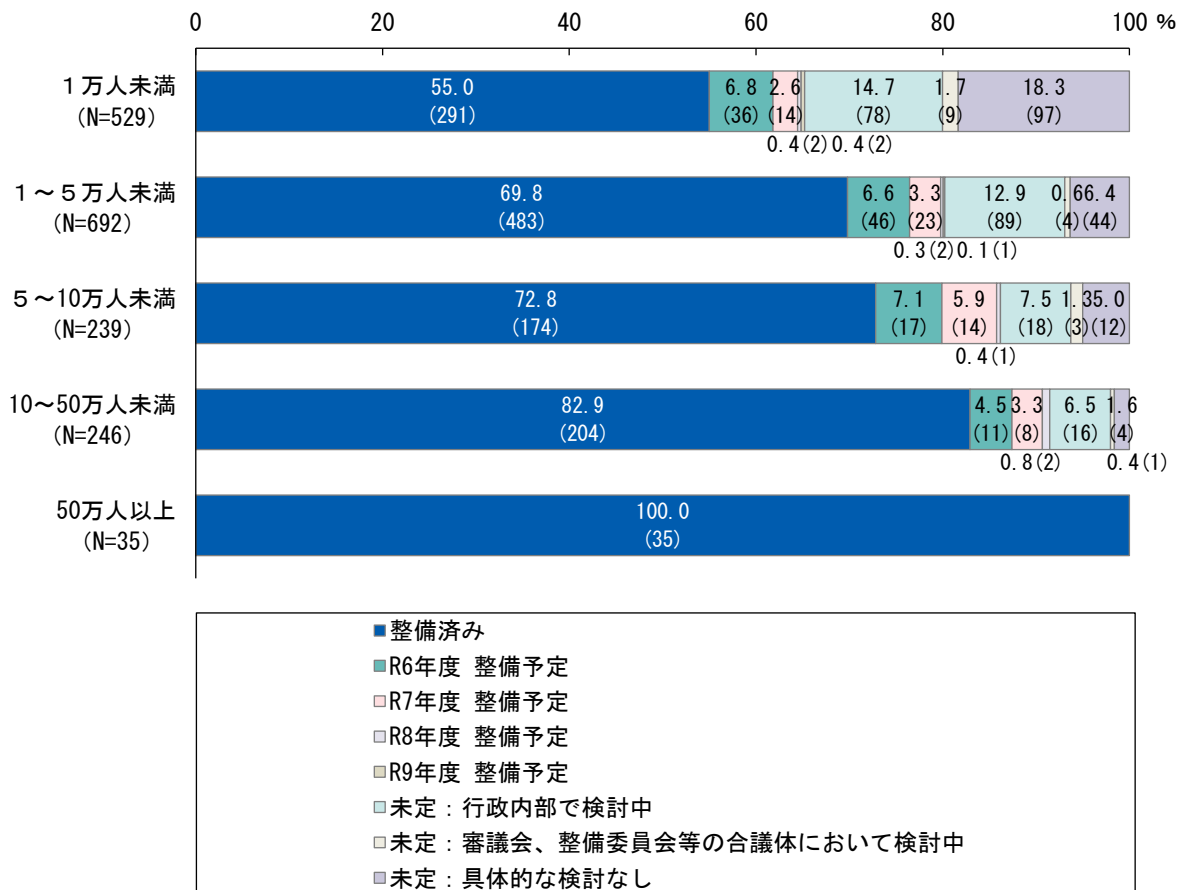 0 20 40 60 80 100 %
1万人未満
(N=529)
55.0 6.8 2.6 14.7 1.7 18.3
(291) (36) (14) (78) (9) (97)
0.4(2) 0.4(2)
1～5万人未満
(N=692)
69.8 6.6 3.3 12.9 0.6 6.4
(483) (46) (23) (89) (4) (44)
0.3(2) 0.1(1)
5～10万人未満
(N=239)
72.8 7.1 5.9 7.5 1.3 5.0
(174) (17) (14) (18) (3) (12)
0.4(1)
10～50万人未満
(N=246)
82.9 4.5 3.3 6.5 1.6
(204) (11) (8) (16) (4)
0.8(2) 0.4(1)
50万人以上
(N=35)
100.0
(35)
整備済み
R6年度 整備予定
R7年度 整備予定
R8年度 整備予定
R9年度 整備予定
未定：行政内部で検討中
未定：審議会、整備委員会等の合議体において検討中
未定：具体的な検討なし